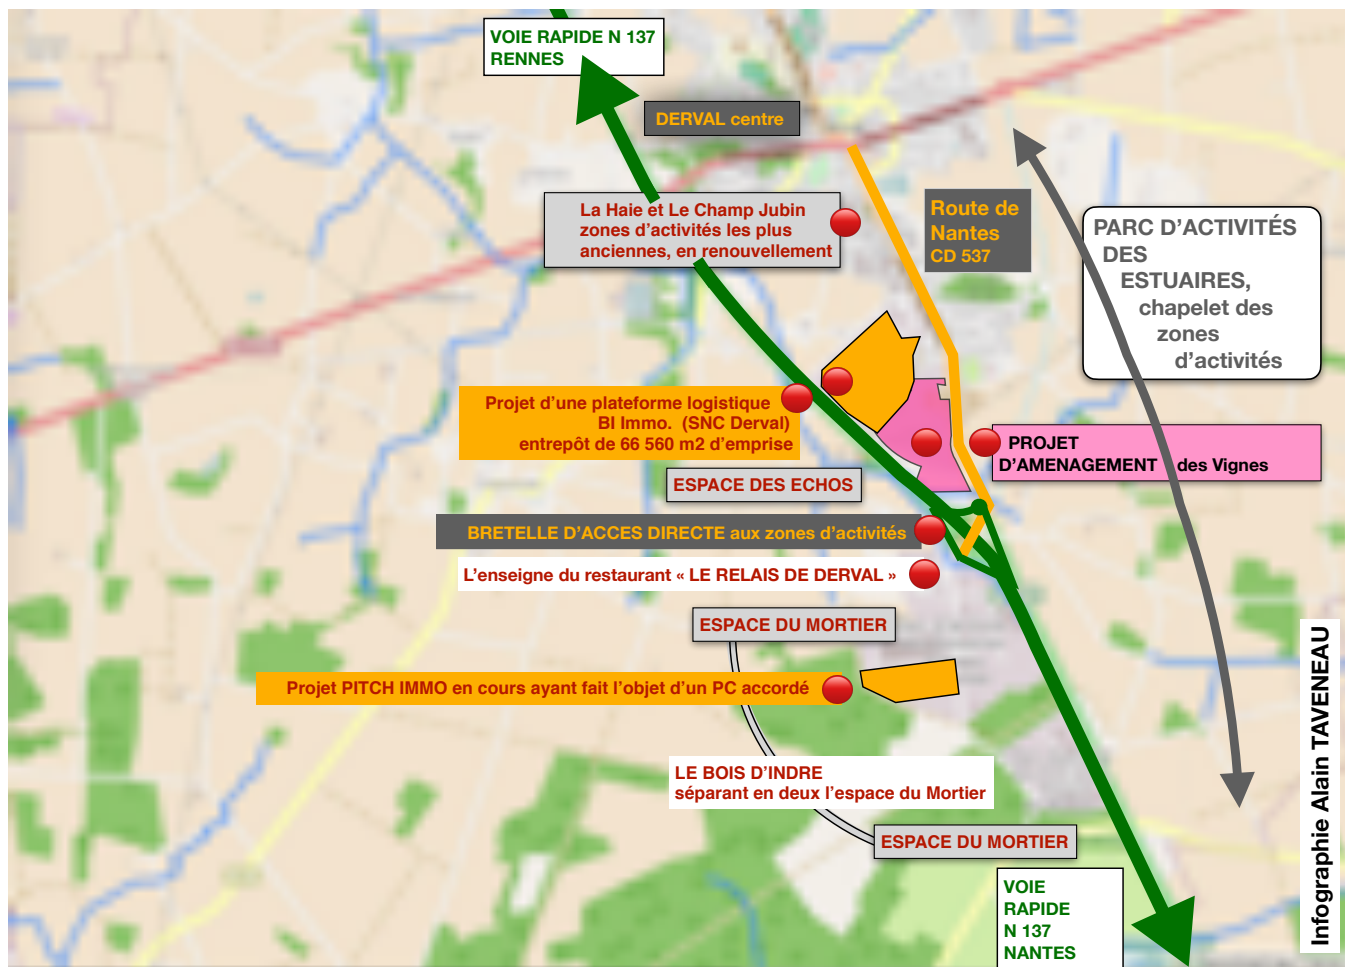 VOIE RAPIDE N 137
RENNES
DERVAL centre
La Haie et Le Champ Jubin
zones d’activités les plus
anciennes, en renouvellement
Route de
Nantes
CD 537
PARC D’ACTIVITÉS
DES
ESTUAIRES,
chapelet des
zones
d’activités
Projet d’une plateforme logistique
BI Immo. (SNC Derval)
entrepôt de 66 560 m2 d’emprise
PROJET
D’AMENAGEMENT des Vignes
ESPACE DES ECHOS
BRETELLE D’ACCES DIRECTE aux zones d’activités
L’enseigne du restaurant « LE RELAIS DE DERVAL »
ESPACE DU MORTIER
Projet PITCH IMMO en cours ayant fait l’objet d’un PC accordé
LE BOIS D’INDRE
séparant en deux l’espace du Mortier
ESPACE DU MORTIER
VOIE
RAPIDE
N 137
NANTES
Infographie Alain TAVENEAU